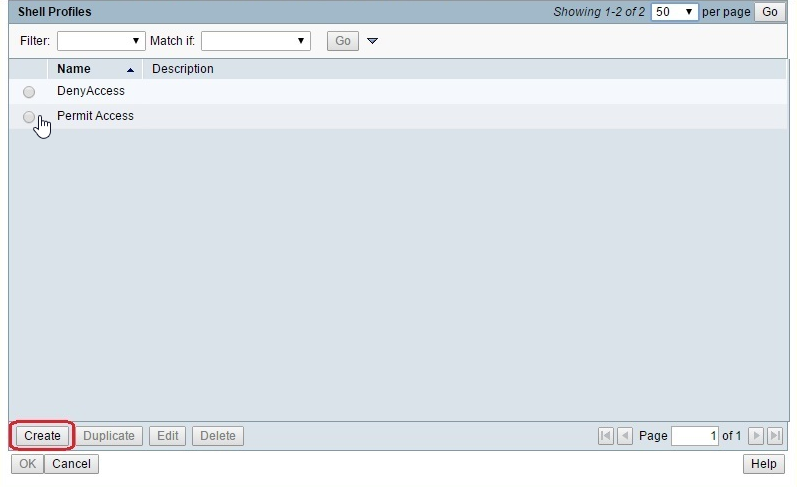 Shell Profiles Showing 1-2 of 2 50 per page Go
Filter: Match if: Go
Name Description
DenyAccess
Permit Access
Create Duplicate Edit Delete Page 1 of 1
OK Cancel Help